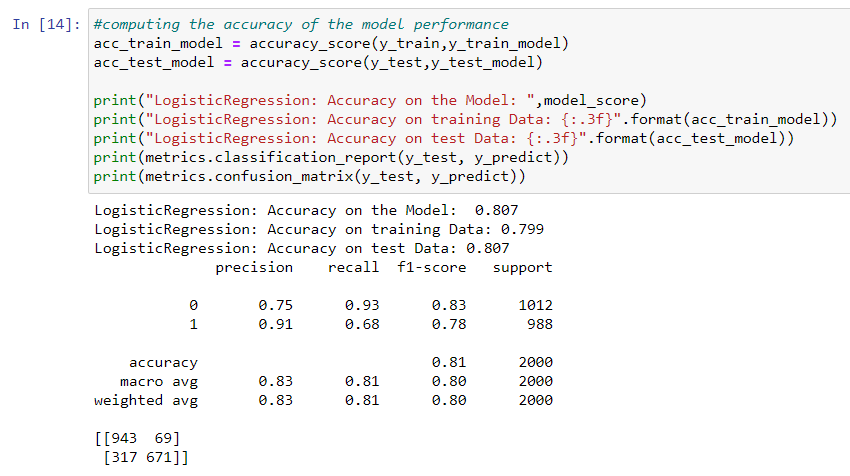 In [14]: #computing the accuracy of the model performance
acc_train_model = accuracy_score(y_train,y_train_model)
acc_test_model = accuracy_score(y_test,y_test_model)
print("LogisticRegression: Accuracy on the Model: ",model_score)
print("LogisticRegression: Accuracy on training Data: {:.3f}".format(acc_train_model))
print("LogisticRegression: Accuracy on test Data: {:.3f}".format(acc_test_model))
print(metrics.classification_report(y_test, y_predict))
print(metrics.confusion_matrix(y_test, y_predict))
LogisticRegression: Accuracy on the Model:  0.807
LogisticRegression: Accuracy on training Data: 0.799
LogisticRegression: Accuracy on test Data: 0.807
precision recall f1-score support
0 0.75 0.93 0.83 1012
1 0.91 0.68 0.78 988
accuracy 0.81 2000
macro avg 0.83 0.81 0.80 2000
weighted avg 0.83 0.81 0.80 2000
[[943  69]
[317 671]]